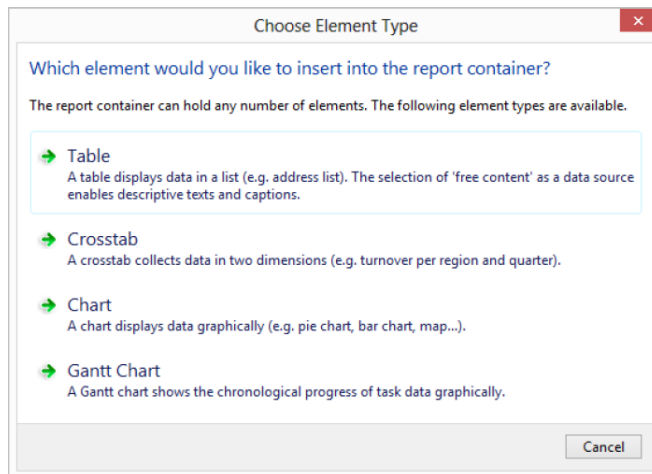 Choose Element Type
Which element would you like to insert into the report container?
The report container can hold any number of elements. The following element types are available.
Table
A table displays data in a list (e.g. address list). The selection of 'free content' as a data source
enables descriptive texts and captions.
Crosstab
A crosstab collects data in two dimensions (e.g. turnover per region and quarter).
Chart
A chart displays data graphically (e.g. pie chart, bar chart, map...).
Gantt Chart
A Gantt chart shows the chronological progress of task data graphically.
Cancel